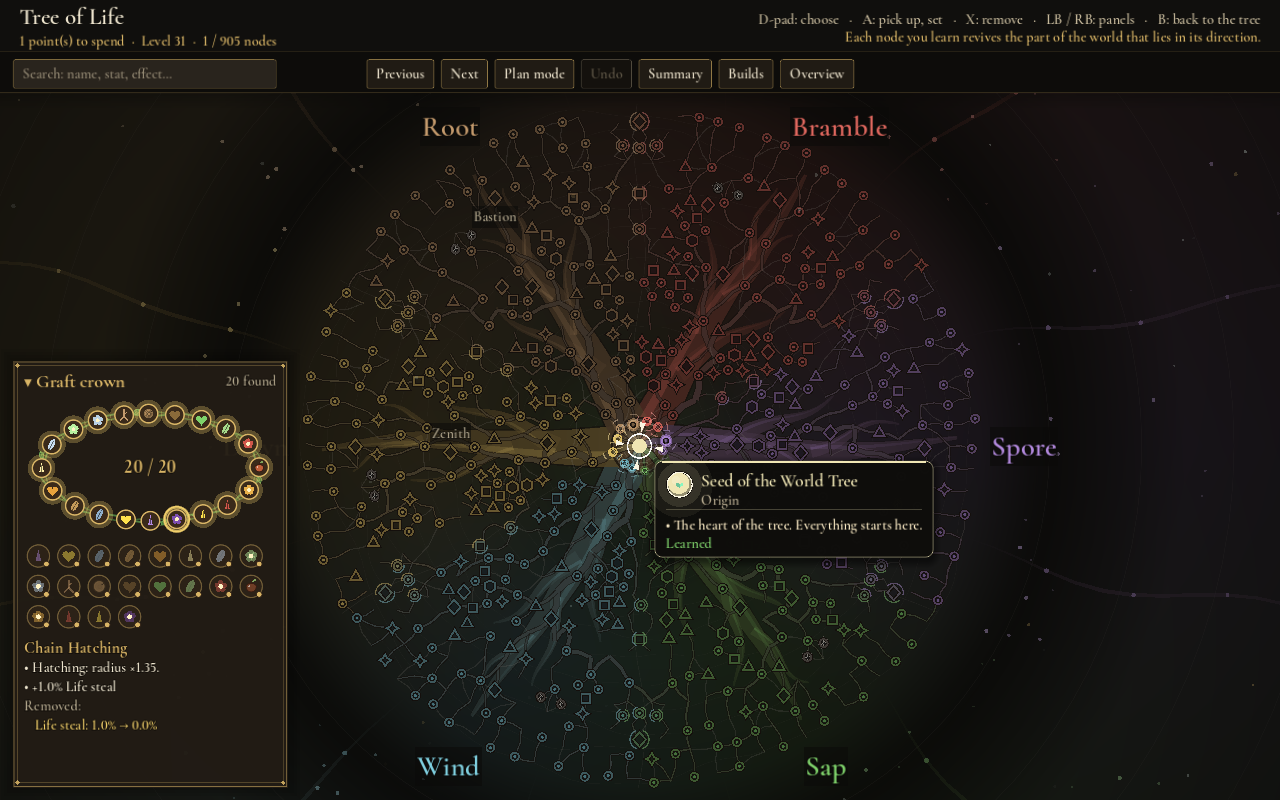 Tree of Life
1 point(s) to spend · Level 31 · 1 / 905 nodes
D-pad: choose · A: pick up, set · X: remove · LB / RB: panels · B: back to the tree
Each node you learn revives the part of the world that lies in its direction.
Search: name, stat, effect...
Previous
Next
Plan mode
Undo
Summary
Builds
Overview
Root
Bramble
Bastion
Zenith
Spore
Wind
Sap
Seed of the World Tree
Origin
• The heart of the tree. Everything starts here.
Learned
▾ Graft crown
20 found
20 / 20
Chain Hatching
• Hatching: radius ×1.35.
• +1.0% Life steal
Removed:
Life steal: 1.0% → 0.0%